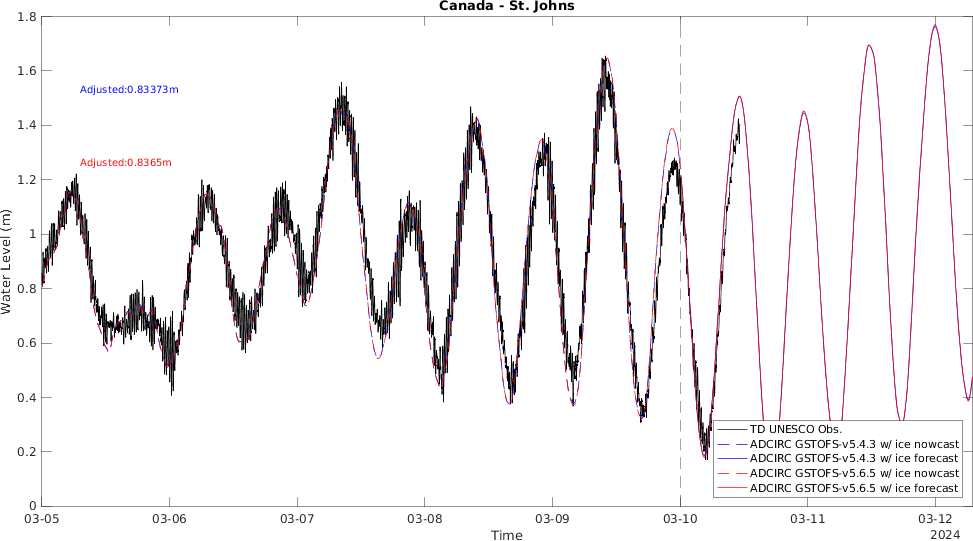 Canada - St. Johns
1.8
1.6
1.4
1.2
1
0.8
0.6
0.4
0.2
0
Water Level (m)
Adjusted:0.83373m
Adjusted:0.8365m
TD UNESCO Obs.
ADCIRC GSTOFS-v5.4.3 w/ ice nowcast
ADCIRC GSTOFS-v5.4.3 w/ ice forecast
ADCIRC GSTOFS-v5.6.5 w/ ice nowcast
ADCIRC GSTOFS-v5.6.5 w/ ice forecast
03-05 03-06 03-07 03-08 03-09 03-10 03-11 03-12
Time
2024